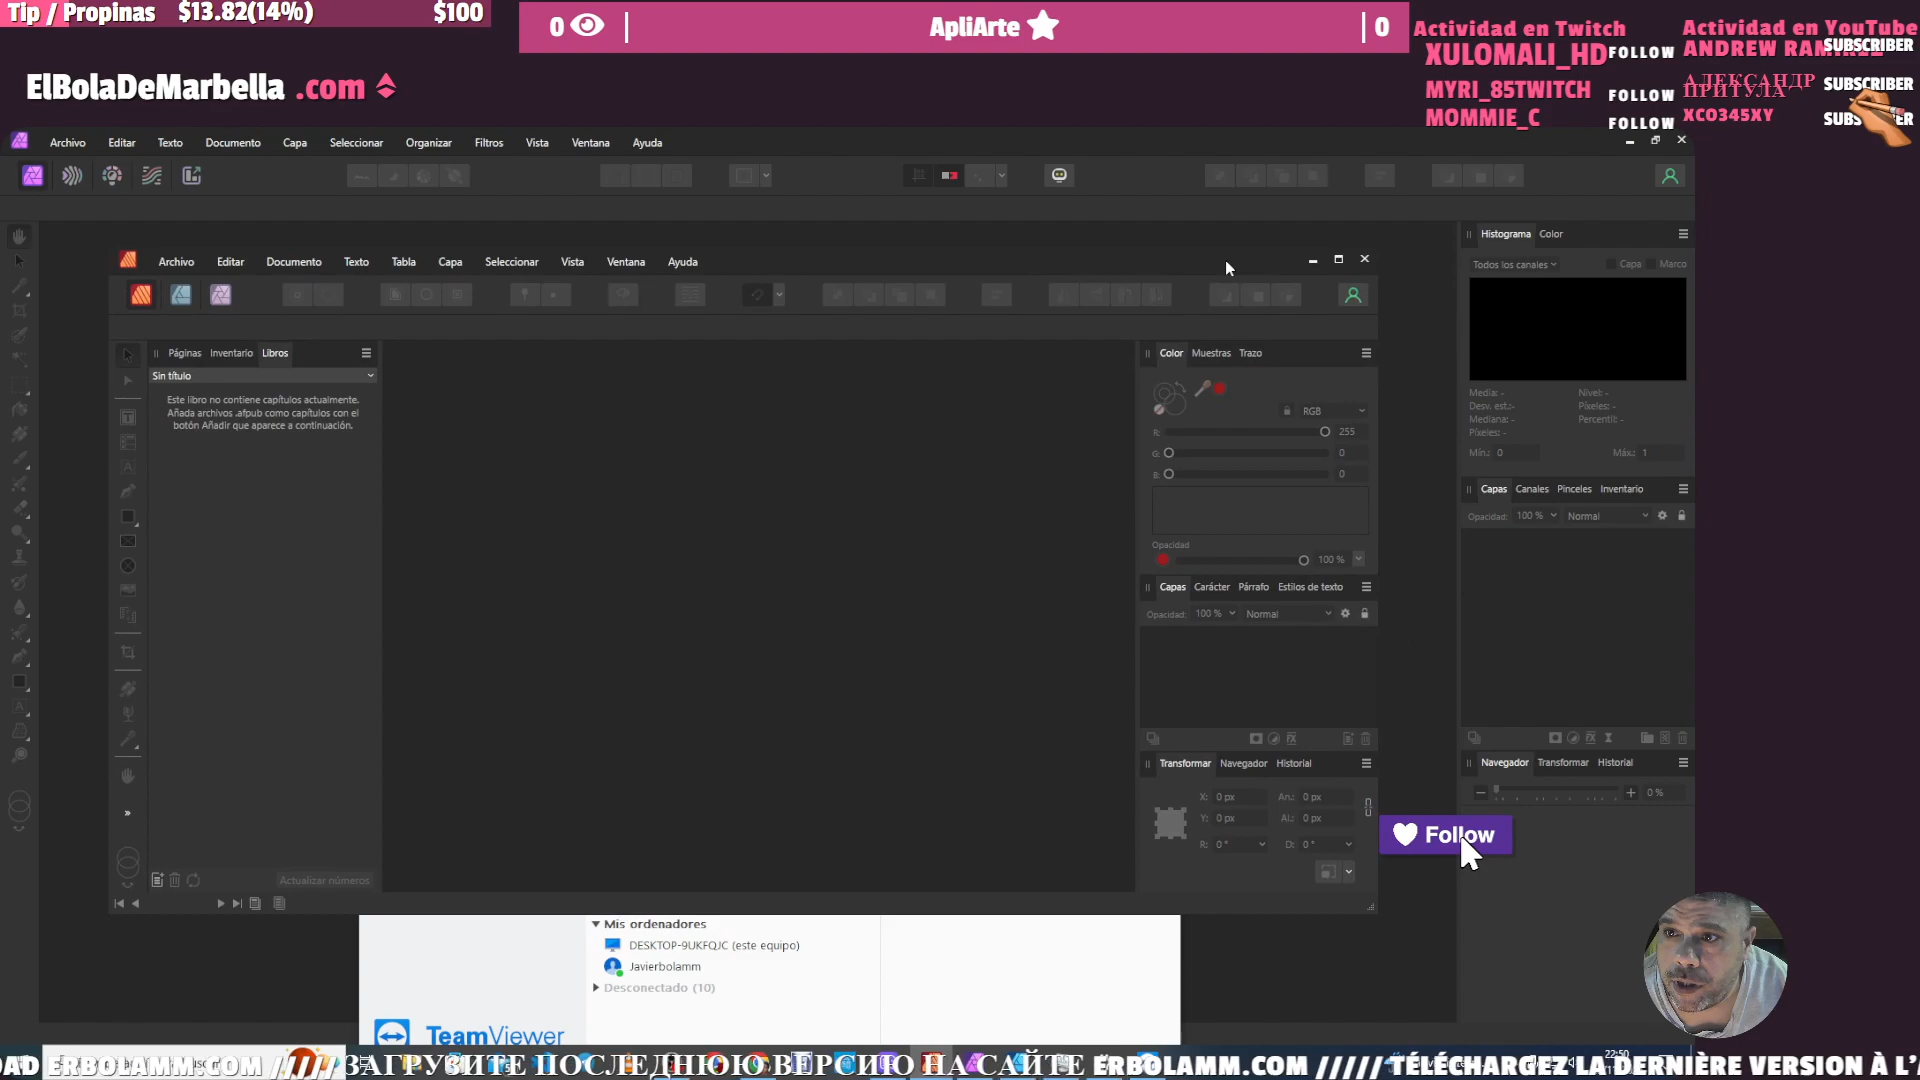 Tip / Propinas $13.82(14%) $100
0 ApliArte 0
Actividad en Twitch
XULOMALI_HD FOLLOW
MYRI_85TWITCH FOLLOW
MOMMIE_C FOLLOW
Actividad en YouTube
ANDREW SUBSCRIBER
АЛЕКСАНДР ПРИТУЛА SUBSCRIBER
XCO345XY
ElBolaDeMarbella .com
Archivo Editar Texto Documento Capa Seleccionar Organizar Filtros Vista Ventana Ayuda
Histograma Color
Todos los canales Capa Marco
Media: - Nivel: -
Desv. est.:- Píxeles: -
Mediana: - Percentil: -
Píxeles: -
Mín.: 0 Máx.: 1
Capas Canales Pinceles Inventario
Opacidad: 100 % Normal
Navegador Transformar Historial
0 %
Archivo Editar Documento Texto Tabla Capa Seleccionar Vista Ventana Ayuda
Páginas Inventario Libros
Sin título
Este libro no contiene capítulos actualmente.
Añada archivos .afpub como capítulos con el
botón Añadir que aparece a continuación.
Actualizar números
Color Muestras Trazo
RGB
R: 255
G: 0
B: 0
Opacidad
100 %
Capas Carácter Párrafo Estilos de texto
Opacidad: 100 % Normal
Transformar Navegador Historial
X: 0 px An.: 0 px
Y: 0 px Al.: 0 px
R: 0 ° D: 0 °
Follow
Mis ordenadores
DESKTOP-9UKFQJC (este equipo)
Javierbolamm
Desconectado (10)
TeamViewer
22:50
DAD ERBOLAMM.COM ///// ЗАГРУЗИТЕ ПОСЛЕДНЮЮ ВЕРСИЮ НА САЙТЕ ERBOLAMM.COM ///// TÉLÉCHARGEZ LA DERNIÈRE VERSION À L'